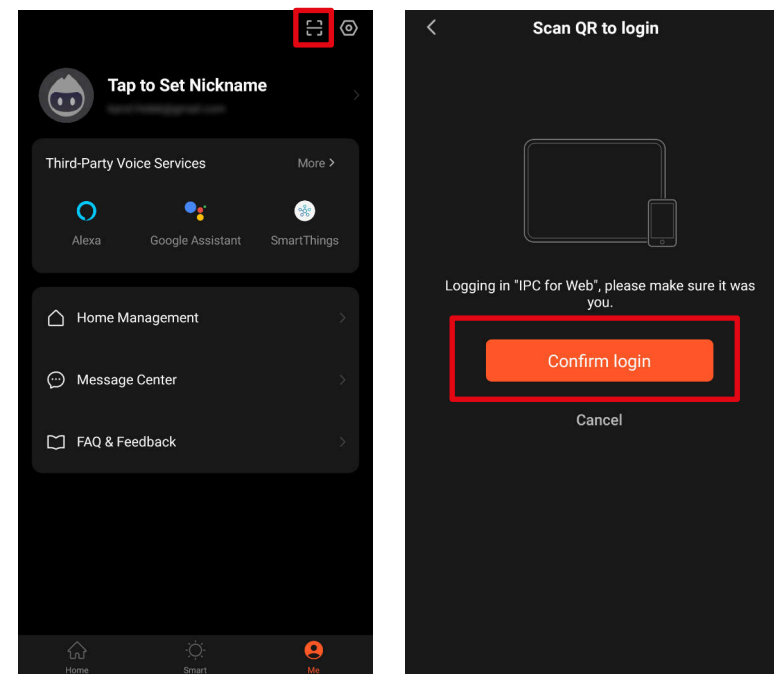 Tap to Set Nickname
Third-Party Voice Services
More >
Alexa
Google Assistant
SmartThings
Home Management
Message Center
FAQ & Feedback
Home
Smart
Me
Scan QR to login
Logging in "IPC for Web", please make sure it was
you.
Confirm login
Cancel